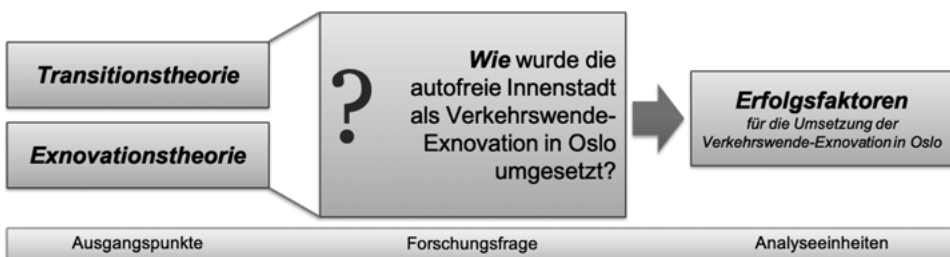 Transitionstheorie
Exnovationstheorie
?
Wie wurde die
autofreie Innenstadt
als Verkehrswende-
Exnovation in Oslo
umgesetzt?
Erfolgsfaktoren
für die Umsetzung der
Verkehrswende-Exnovation in Oslo
Ausgangspunkte
Forschungsfrage
Analyseeinheiten